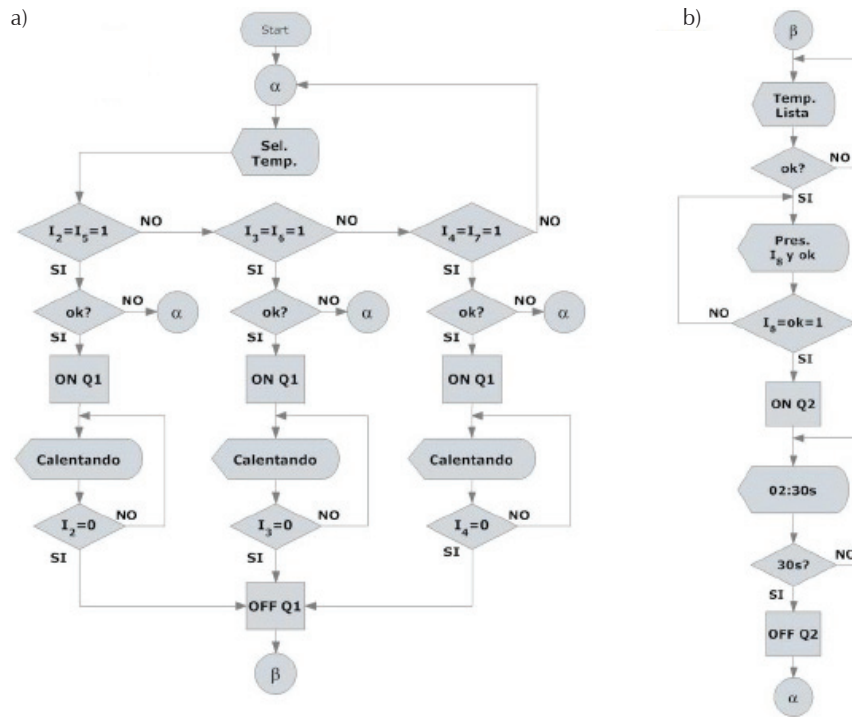 a)
Start
α
Sel.
Temp.
I₂=I₅=1
NO
I₃=I₆=1
NO
I₄=I₇=1
NO
SI
SI
SI
ok?
NO
α
ok?
NO
α
ok?
NO
α
SI
SI
SI
ON Q1
ON Q1
ON Q1
Calentando
Calentando
Calentando
I₂=0
NO
I₃=0
NO
I₄=0
NO
SI
SI
SI
OFF Q1
β
b)
β
Temp.
Lista
ok?
NO
SI
Pres.
I₈ y ok
I₈=ok=1
NO
SI
ON Q2
02:30s
30s?
NO
SI
OFF Q2
α